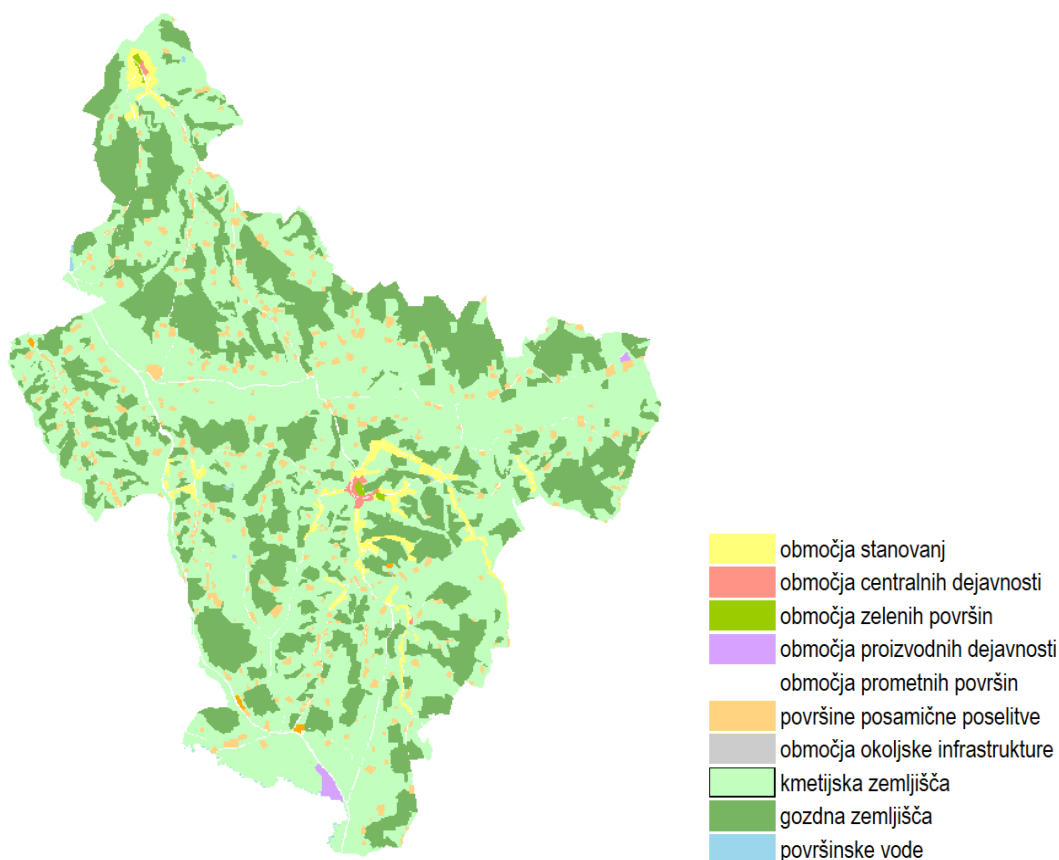 območja stanovanj
območja centralnih dejavnosti
območja zelenih površin
območja proizvodnih dejavnosti
območja prometnih površin
površine posamične poselitve
območja okoljske infrastrukture
kmetijska zemljišča
gozdna zemljišča
površinske vode